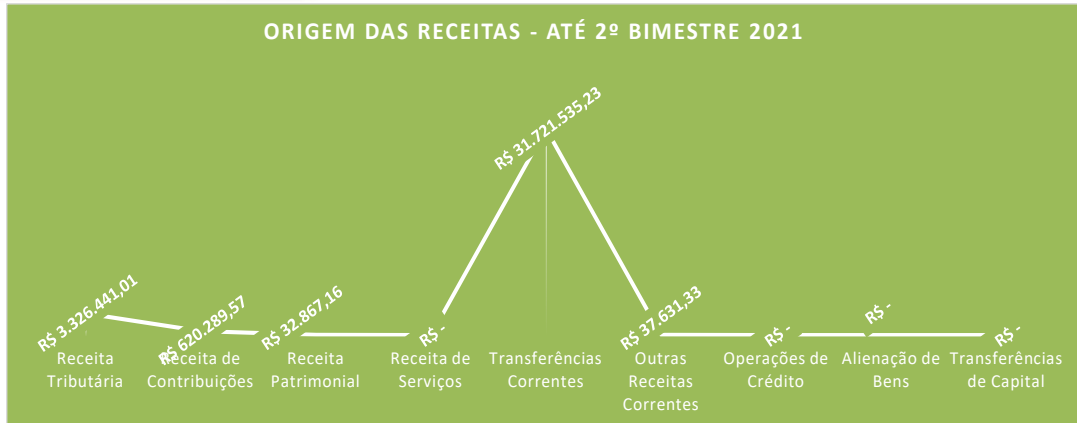 ORIGEM DAS RECEITAS - ATÉ 2º BIMESTRE 2021
R$ 3.326.441,01
R$ 620.289,57
R$ 32.867,16
R$ -
R$ 31.721.535,23
R$ 37.631,33
R$ -
R$ -
R$ -
Receita
Tributária
Receita de
Contribuições
Receita
Patrimonial
Receita de
Serviços
Transferências
Correntes
Outras
Receitas
Correntes
Operações de
Crédito
Alienação de
Bens
Transferências
de Capital